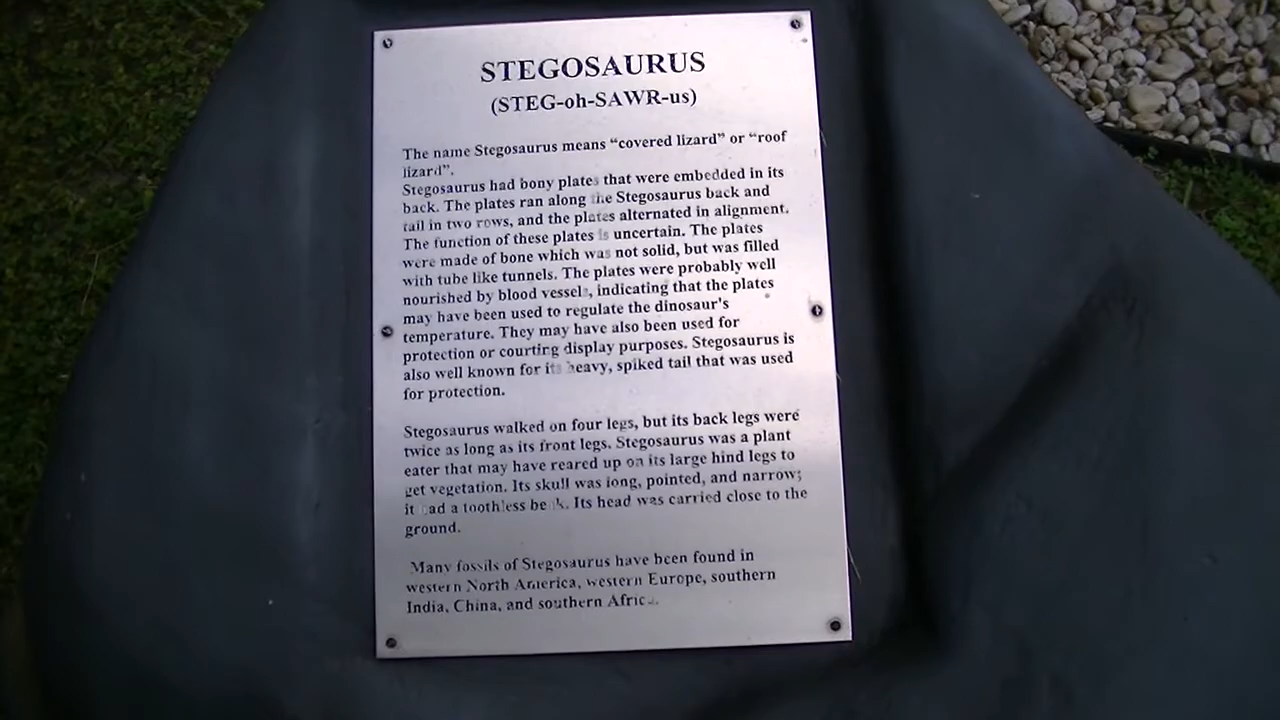 STEGOSAURUS
(STEG-oh-SAWR-us)
The name Stegosaurus means “covered lizard” or “roof
lizard”.
Stegosaurus had bony plates that were embedded in its
back. The plates ran along the Stegosaurus back and
tail in two rows, and the plates alternated in alignment.
The function of these plates is uncertain. The plates
were made of bone which was not solid, but was filled
with tube like tunnels. The plates were probably well
nourished by blood vessels, indicating that the plates
may have been used to regulate the dinosaur's
temperature. They may have also been used for
protection or courting display purposes. Stegosaurus is
also well known for its heavy, spiked tail that was used
for protection.
Stegosaurus walked on four legs, but its back legs were
twice as long as its front legs. Stegosaurus was a plant
eater that may have reared up on its large hind legs to
get vegetation. Its skull was long, pointed, and narrow;
it had a toothless beak. Its head was carried close to the
ground.
Many fossils of Stegosaurus have been found in
western North America, western Europe, southern
India, China, and southern Africa.